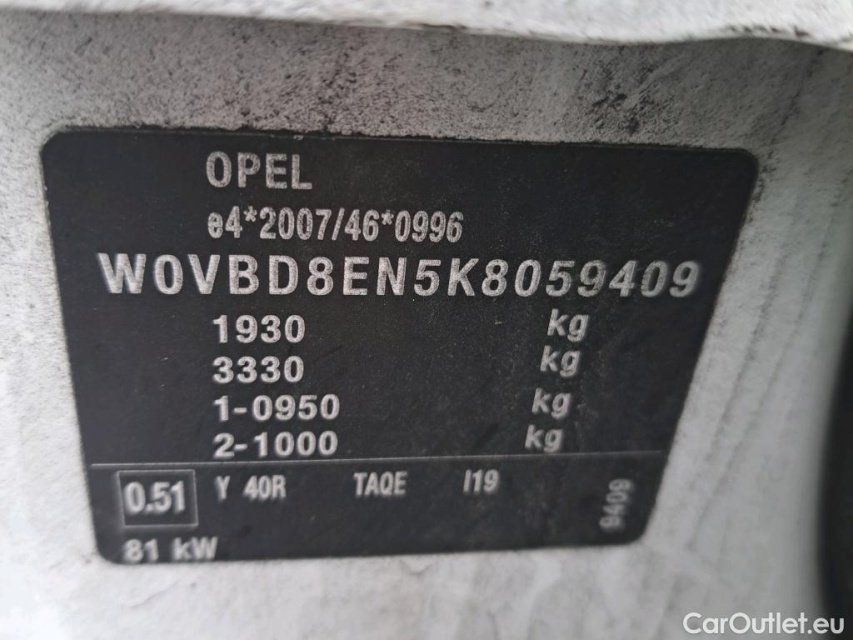 OPEL
e4*2007/46*0996
W0VBD8EN5K8059409
1930 kg
3330 kg
1-0950 kg
2-1000 kg
0.51 Y 40R TAQE I19
9409
81 kW
CarOutlet.eu